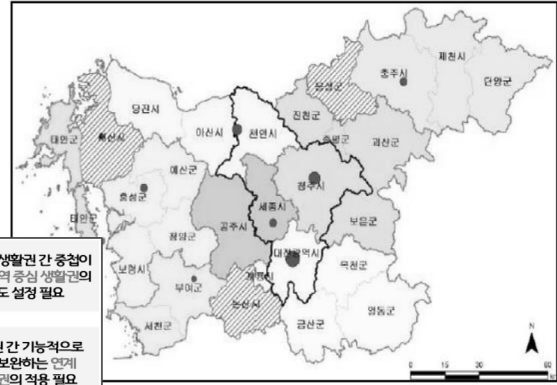 제천시
충주시
단양군
음성군
당진시
진천군
아산시
천안시
증평군
괴산군
태안군
서산시
예산군
홍성군
청주시
세종시
공주시
보은군
태안군
청양군
대전광역시
보령시
계룡시
옥천군
부여군
논산시
영동군
서천군
금산군
생활권 간 중첩이
역 중심 생활권의
도 설정 필요
간 기능적으로
보완하는 연계
권의 적용 필요
N
0 15 30 60